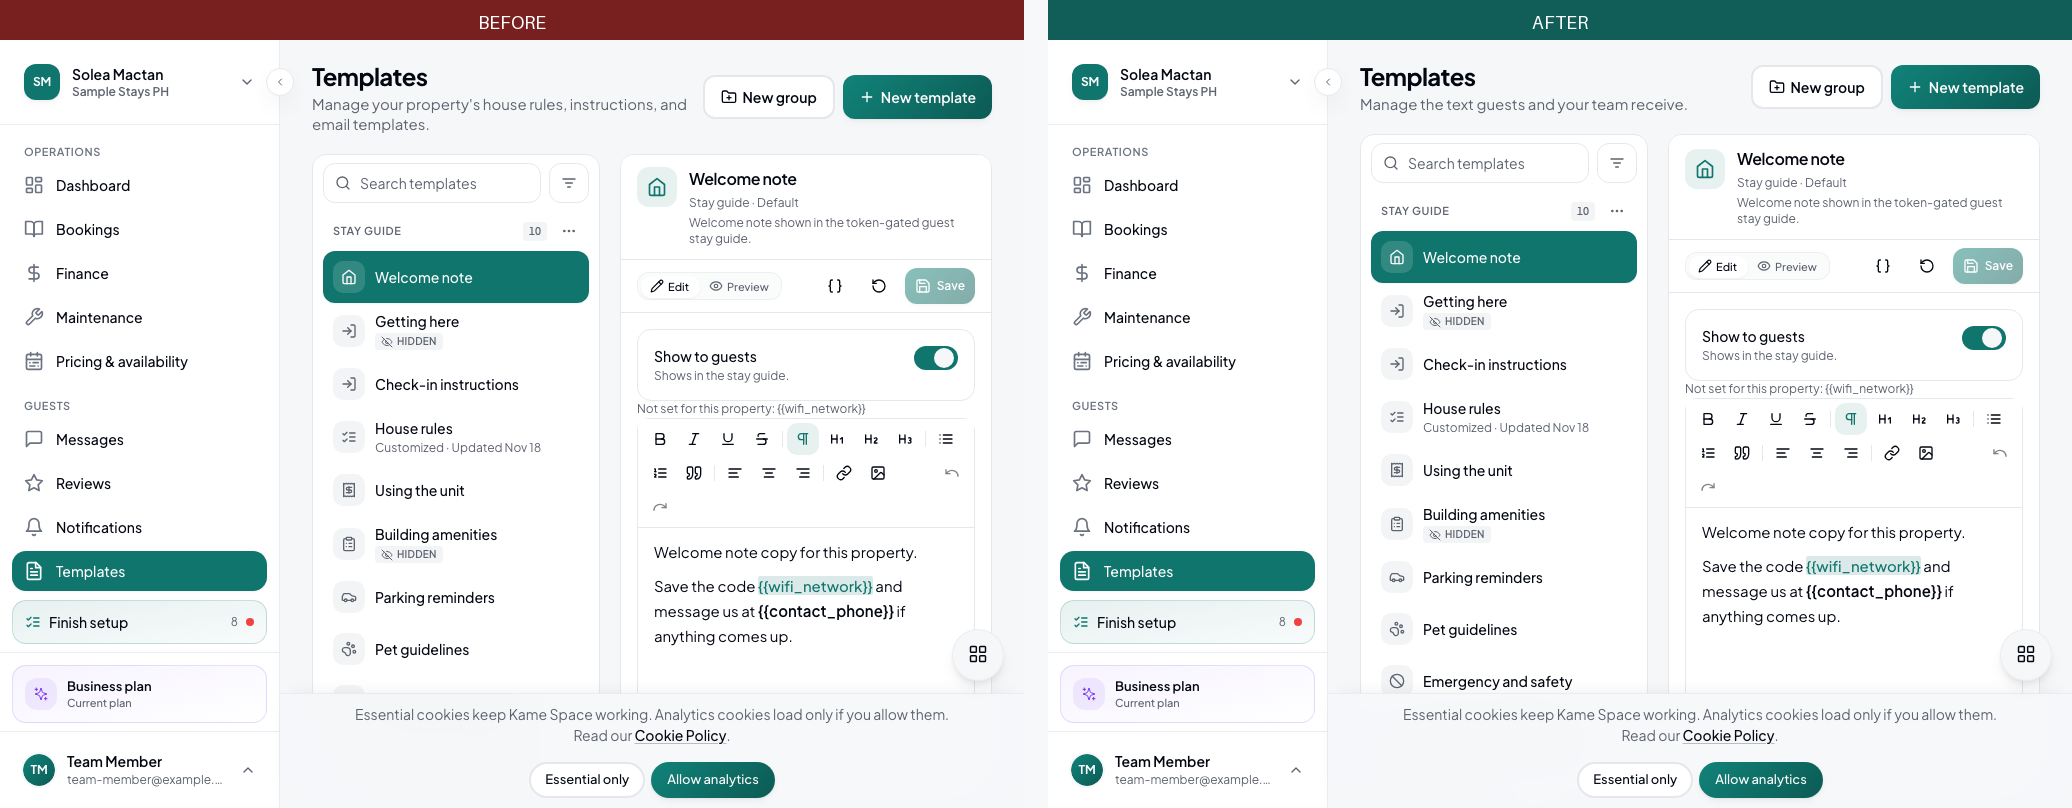 BEFORE
SM
Solea Mactan
Sample Stays PH
OPERATIONS
Dashboard
Bookings
Finance
Maintenance
Pricing & availability
GUESTS
Messages
Reviews
Notifications
Templates
Finish setup
8
Business plan
Current plan
TM
Team Member
team-member@example....
Templates
Manage your property's house rules, instructions, and
email templates.
New group
New template
Search templates
STAY GUIDE
10
Welcome note
Getting here
HIDDEN
Check-in instructions
House rules
Customized · Updated Nov 18
Using the unit
Building amenities
HIDDEN
Parking reminders
Pet guidelines
Welcome note
Stay guide · Default
Welcome note shown in the token-gated guest
stay guide.
Edit
Preview
{}
Save
Show to guests
Shows in the stay guide.
Not set for this property: {{wifi_network}}
B I U S ¶ H1 H2 H3
Welcome note copy for this property.
Save the code {{wifi_network}} and
message us at {{contact_phone}} if
anything comes up.
Essential cookies keep Kame Space working. Analytics cookies load only if you allow them.
Read our Cookie Policy.
Essential only
Allow analytics
AFTER
SM
Solea Mactan
Sample Stays PH
OPERATIONS
Dashboard
Bookings
Finance
Maintenance
Pricing & availability
GUESTS
Messages
Reviews
Notifications
Templates
Finish setup
8
Business plan
Current plan
TM
Team Member
team-member@example....
Templates
Manage the text guests and your team receive.
New group
New template
Search templates
STAY GUIDE
10
Welcome note
Getting here
HIDDEN
Check-in instructions
House rules
Customized · Updated Nov 18
Using the unit
Building amenities
HIDDEN
Parking reminders
Pet guidelines
Emergency and safety
Welcome note
Stay guide · Default
Welcome note shown in the token-gated guest
stay guide.
Edit
Preview
{}
Save
Show to guests
Shows in the stay guide.
Not set for this property: {{wifi_network}}
B I U S ¶ H1 H2 H3
Welcome note copy for this property.
Save the code {{wifi_network}} and
message us at {{contact_phone}} if
anything comes up.
Essential cookies keep Kame Space working. Analytics cookies load only if you allow them.
Read our Cookie Policy.
Essential only
Allow analytics